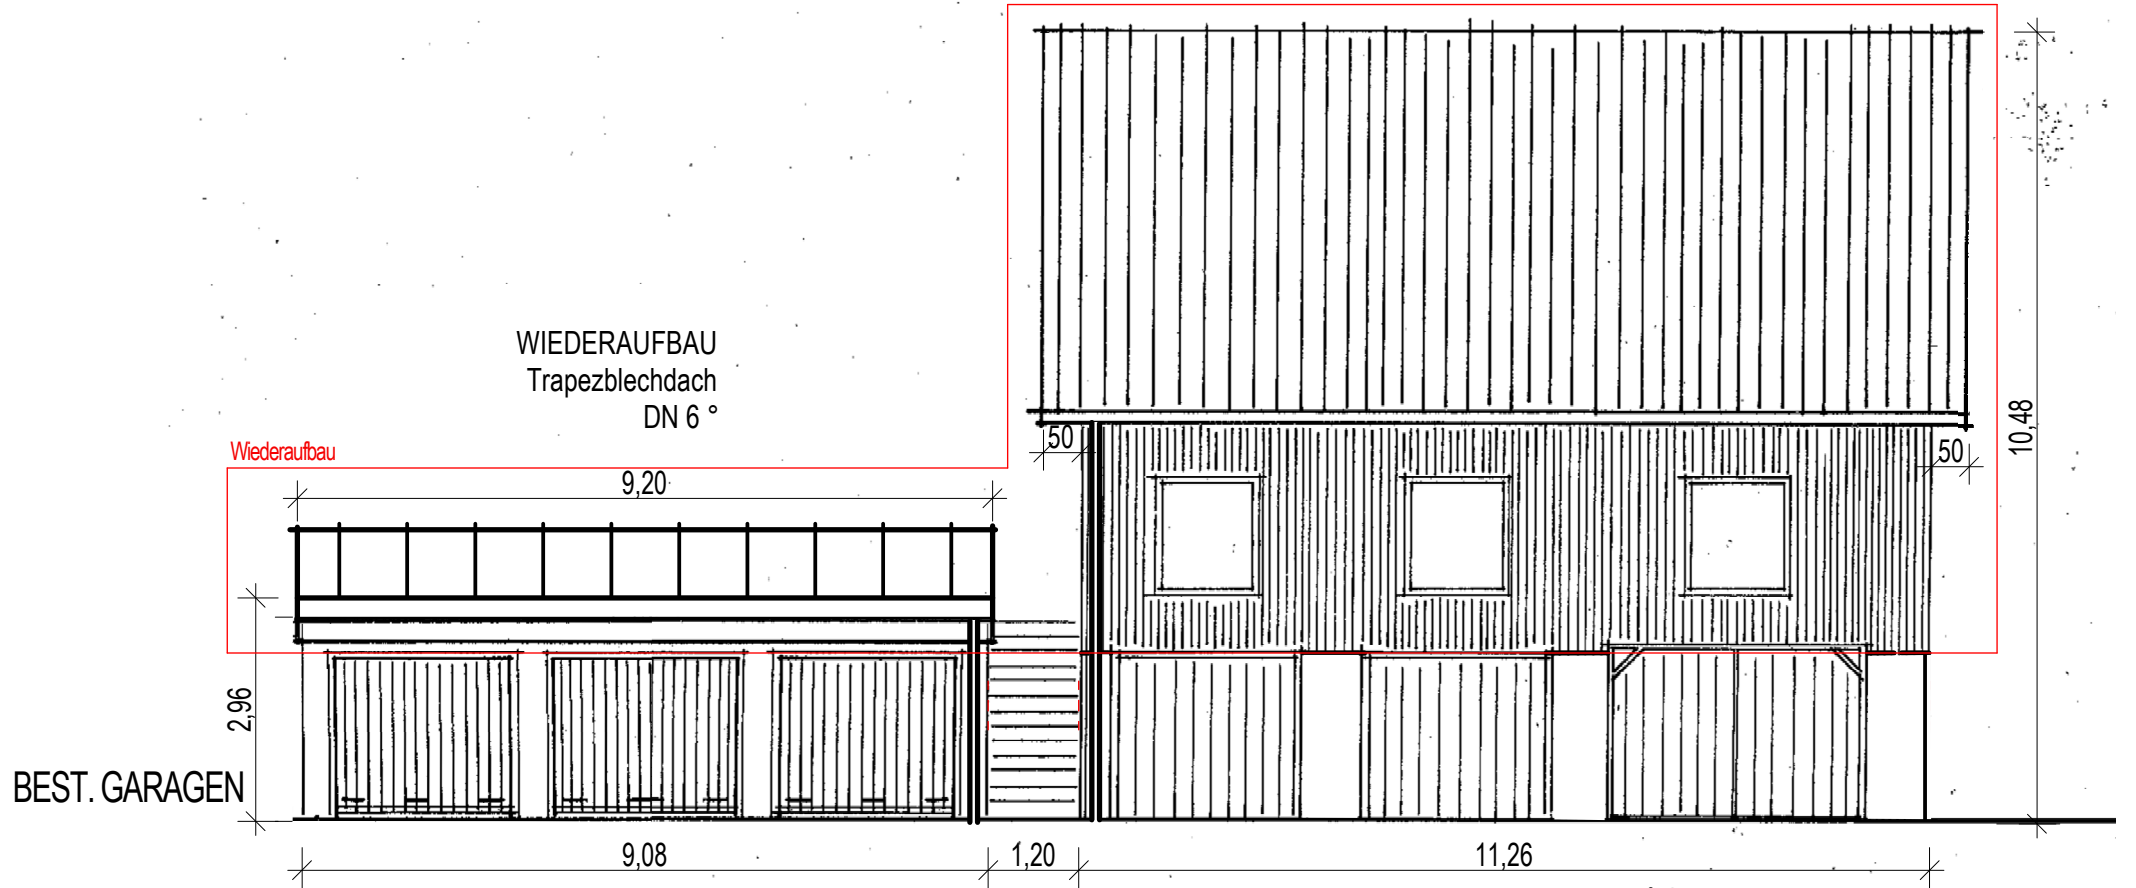 WIEDERAUFBAU
Trapezblechdach
DN 6 °
Wiederaufbau
9,20
50
50
10,48
2,96
BEST. GARAGEN
9,08
1,20
11,26